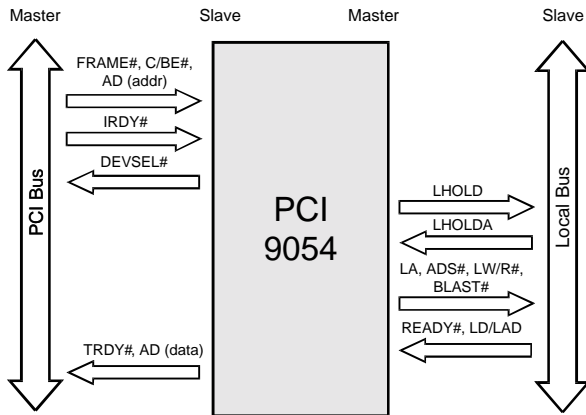 Master
Slave
Master
Slave
FRAME#, C/BE#,
AD (addr)
IRDY#
DEVSEL#
TRDY#, AD (data)
PCI Bus
PCI
9054
LHOLD
LHOLDA
LA, ADS#, LW/R#,
BLAST#
READY#, LD/LAD
Local Bus